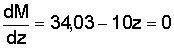 dM/dz = 34,03 − 10z = 0